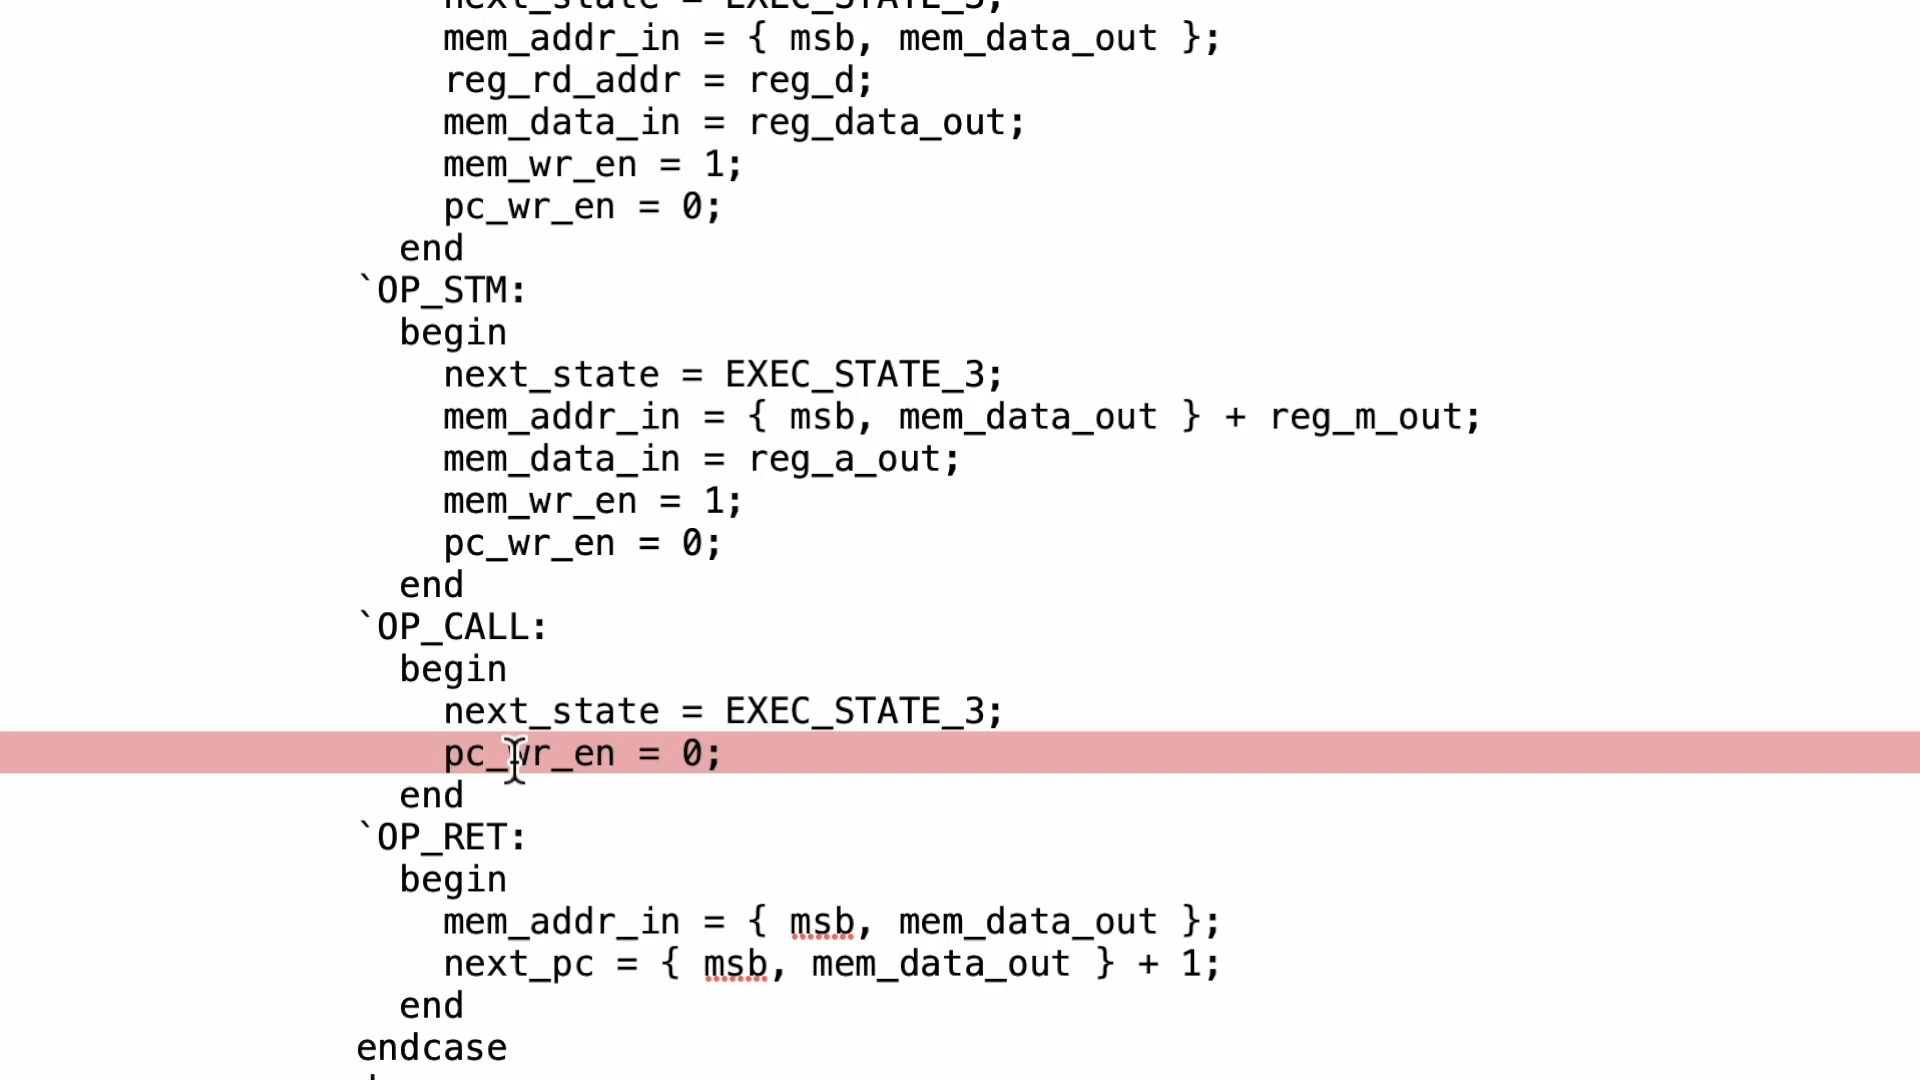 next_state = EXEC_STATE_3;
mem_addr_in = { msb, mem_data_out };
reg_rd_addr = reg_d;
mem_data_in = reg_data_out;
mem_wr_en = 1;
pc_wr_en = 0;
end
`OP_STM:
begin
next_state = EXEC_STATE_3;
mem_addr_in = { msb, mem_data_out } + reg_m_out;
mem_data_in = reg_a_out;
mem_wr_en = 1;
pc_wr_en = 0;
end
`OP_CALL:
begin
next_state = EXEC_STATE_3;
pc_wr_en = 0;
end
`OP_RET:
begin
mem_addr_in = { msb, mem_data_out };
next_pc = { msb, mem_data_out } + 1;
end
endcase